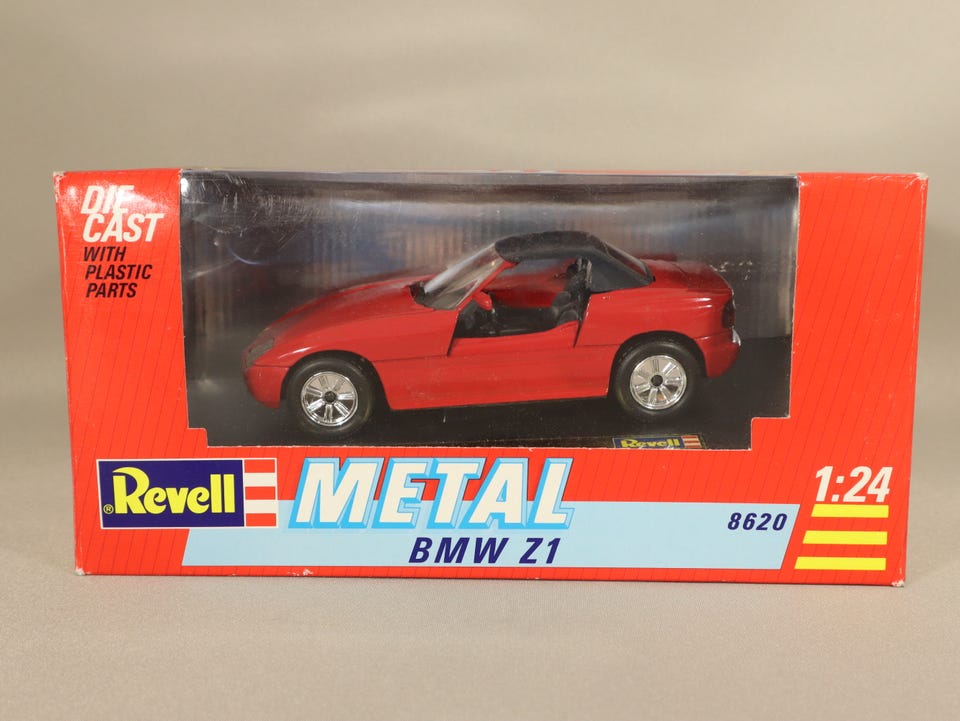 DIE
CAST
WITH
PLASTIC
PARTS
Revell
® Revell
METAL
BMW Z1
8620
1:24